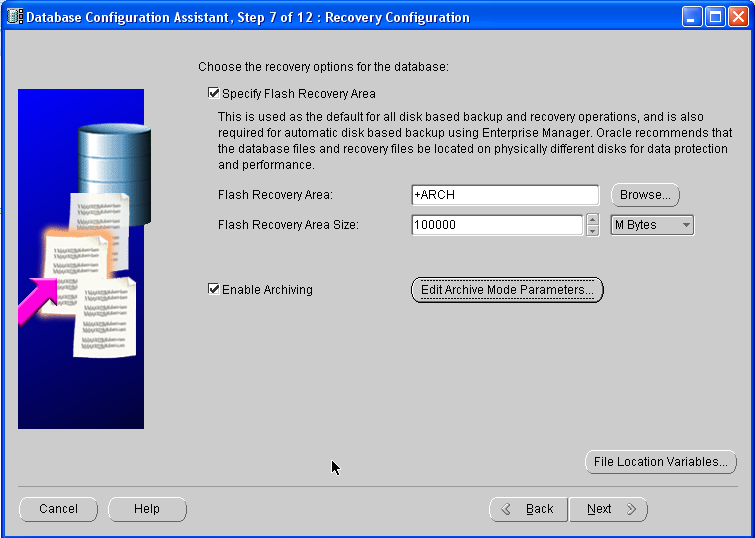 Database Configuration Assistant, Step 7 of 12 : Recovery Configuration
Choose the recovery options for the database:
Specify Flash Recovery Area
This is used as the default for all disk based backup and recovery operations, and is also
required for automatic disk based backup using Enterprise Manager. Oracle recommends that
the database files and recovery files be located on physically different disks for data protection
and performance.
Flash Recovery Area: +ARCH Browse...
Flash Recovery Area Size: 100000 M Bytes
Enable Archiving Edit Archive Mode Parameters...
File Location Variables...
Cancel Help Back Next